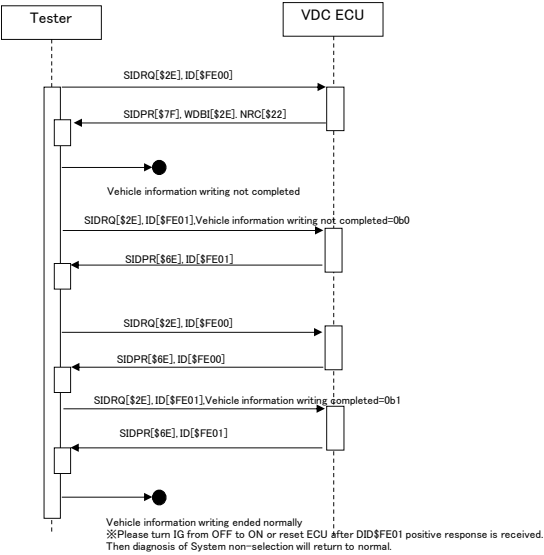 Tester
VDC ECU
SIDRQ[$2E], ID[$FE00]
SIDPR[$7F], WDBI[$2E]. NRC[$22]
Vehicle information writing not completed
SIDRQ[$2E], ID[$FE01],Vehicle information writing not completed=0b0
SIDPR[$6E], ID[$FE01]
SIDRQ[$2E], ID[$FE00]
SIDPR[$6E], ID[$FE00]
SIDRQ[$2E], ID[$FE01],Vehicle information writing completed=0b1
SIDPR[$6E], ID[$FE01]
Vehicle information writing ended normally
※Please turn IG from OFF to ON or reset ECU after DID$FE01 positive response is received.
Then diagnosis of System non-selection will return to normal.